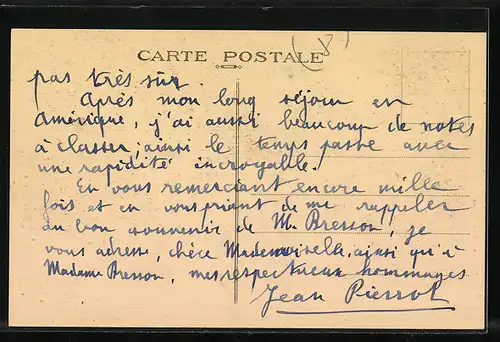 CARTE POSTALE
pas très sûr.
Après mon long séjour en
Amérique, j'ai aussi beaucoup de notes
à classer; ainsi le temps passe avec
une rapidité incroyable.
En vous remerciant encore mille
fois et en vous priant de me rappeler
au bon souvenir de M. Bresson, je
vous adresse, chère Mademoiselle, ainsi qu'à
Madame Bresson, mes respectueux hommages
Jean Pierrot